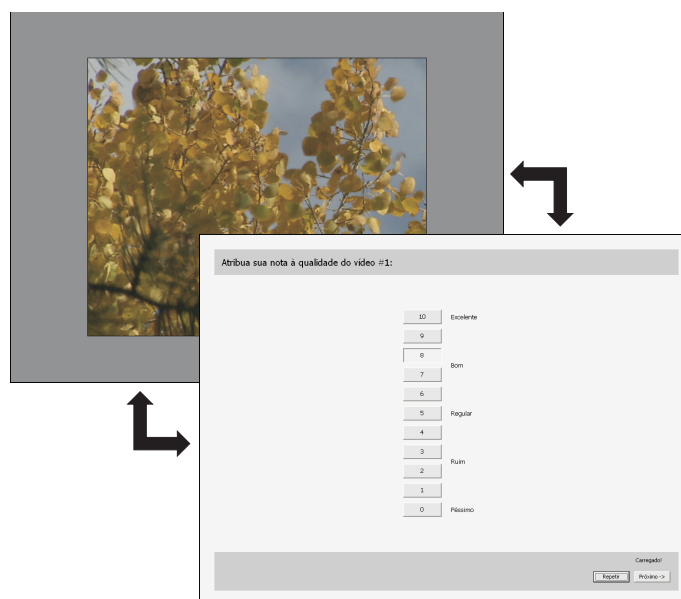 Atribua sua nota à qualidade do vídeo #1:
10 Excelente
9
8
Bom
7
6
5 Regular
4
3
Ruim
2
1
0 Péssimo
Carregado!
Repetir Próximo ->